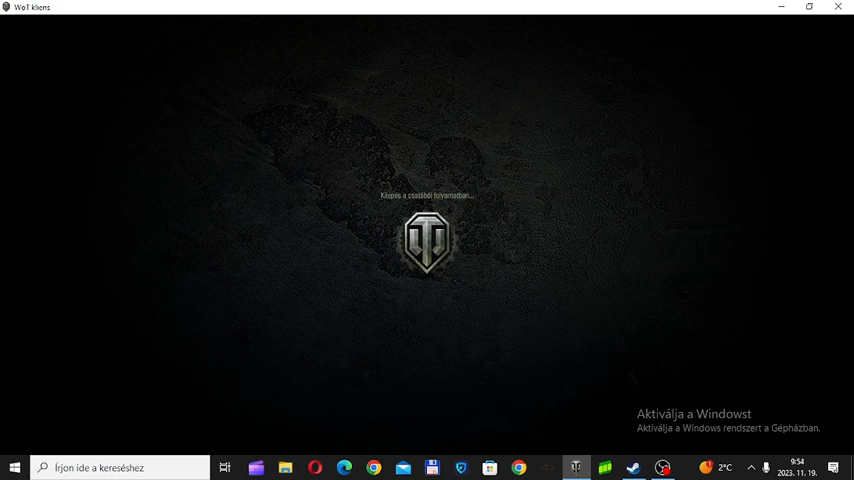 WoT kliens
Kilépés a csatából folyamatban...
Aktiválja a Windowst
Aktiválja a Windows rendszert a Gépházban.
Írjon ide a kereséshez
2°C
9:54
2023. 11. 19.